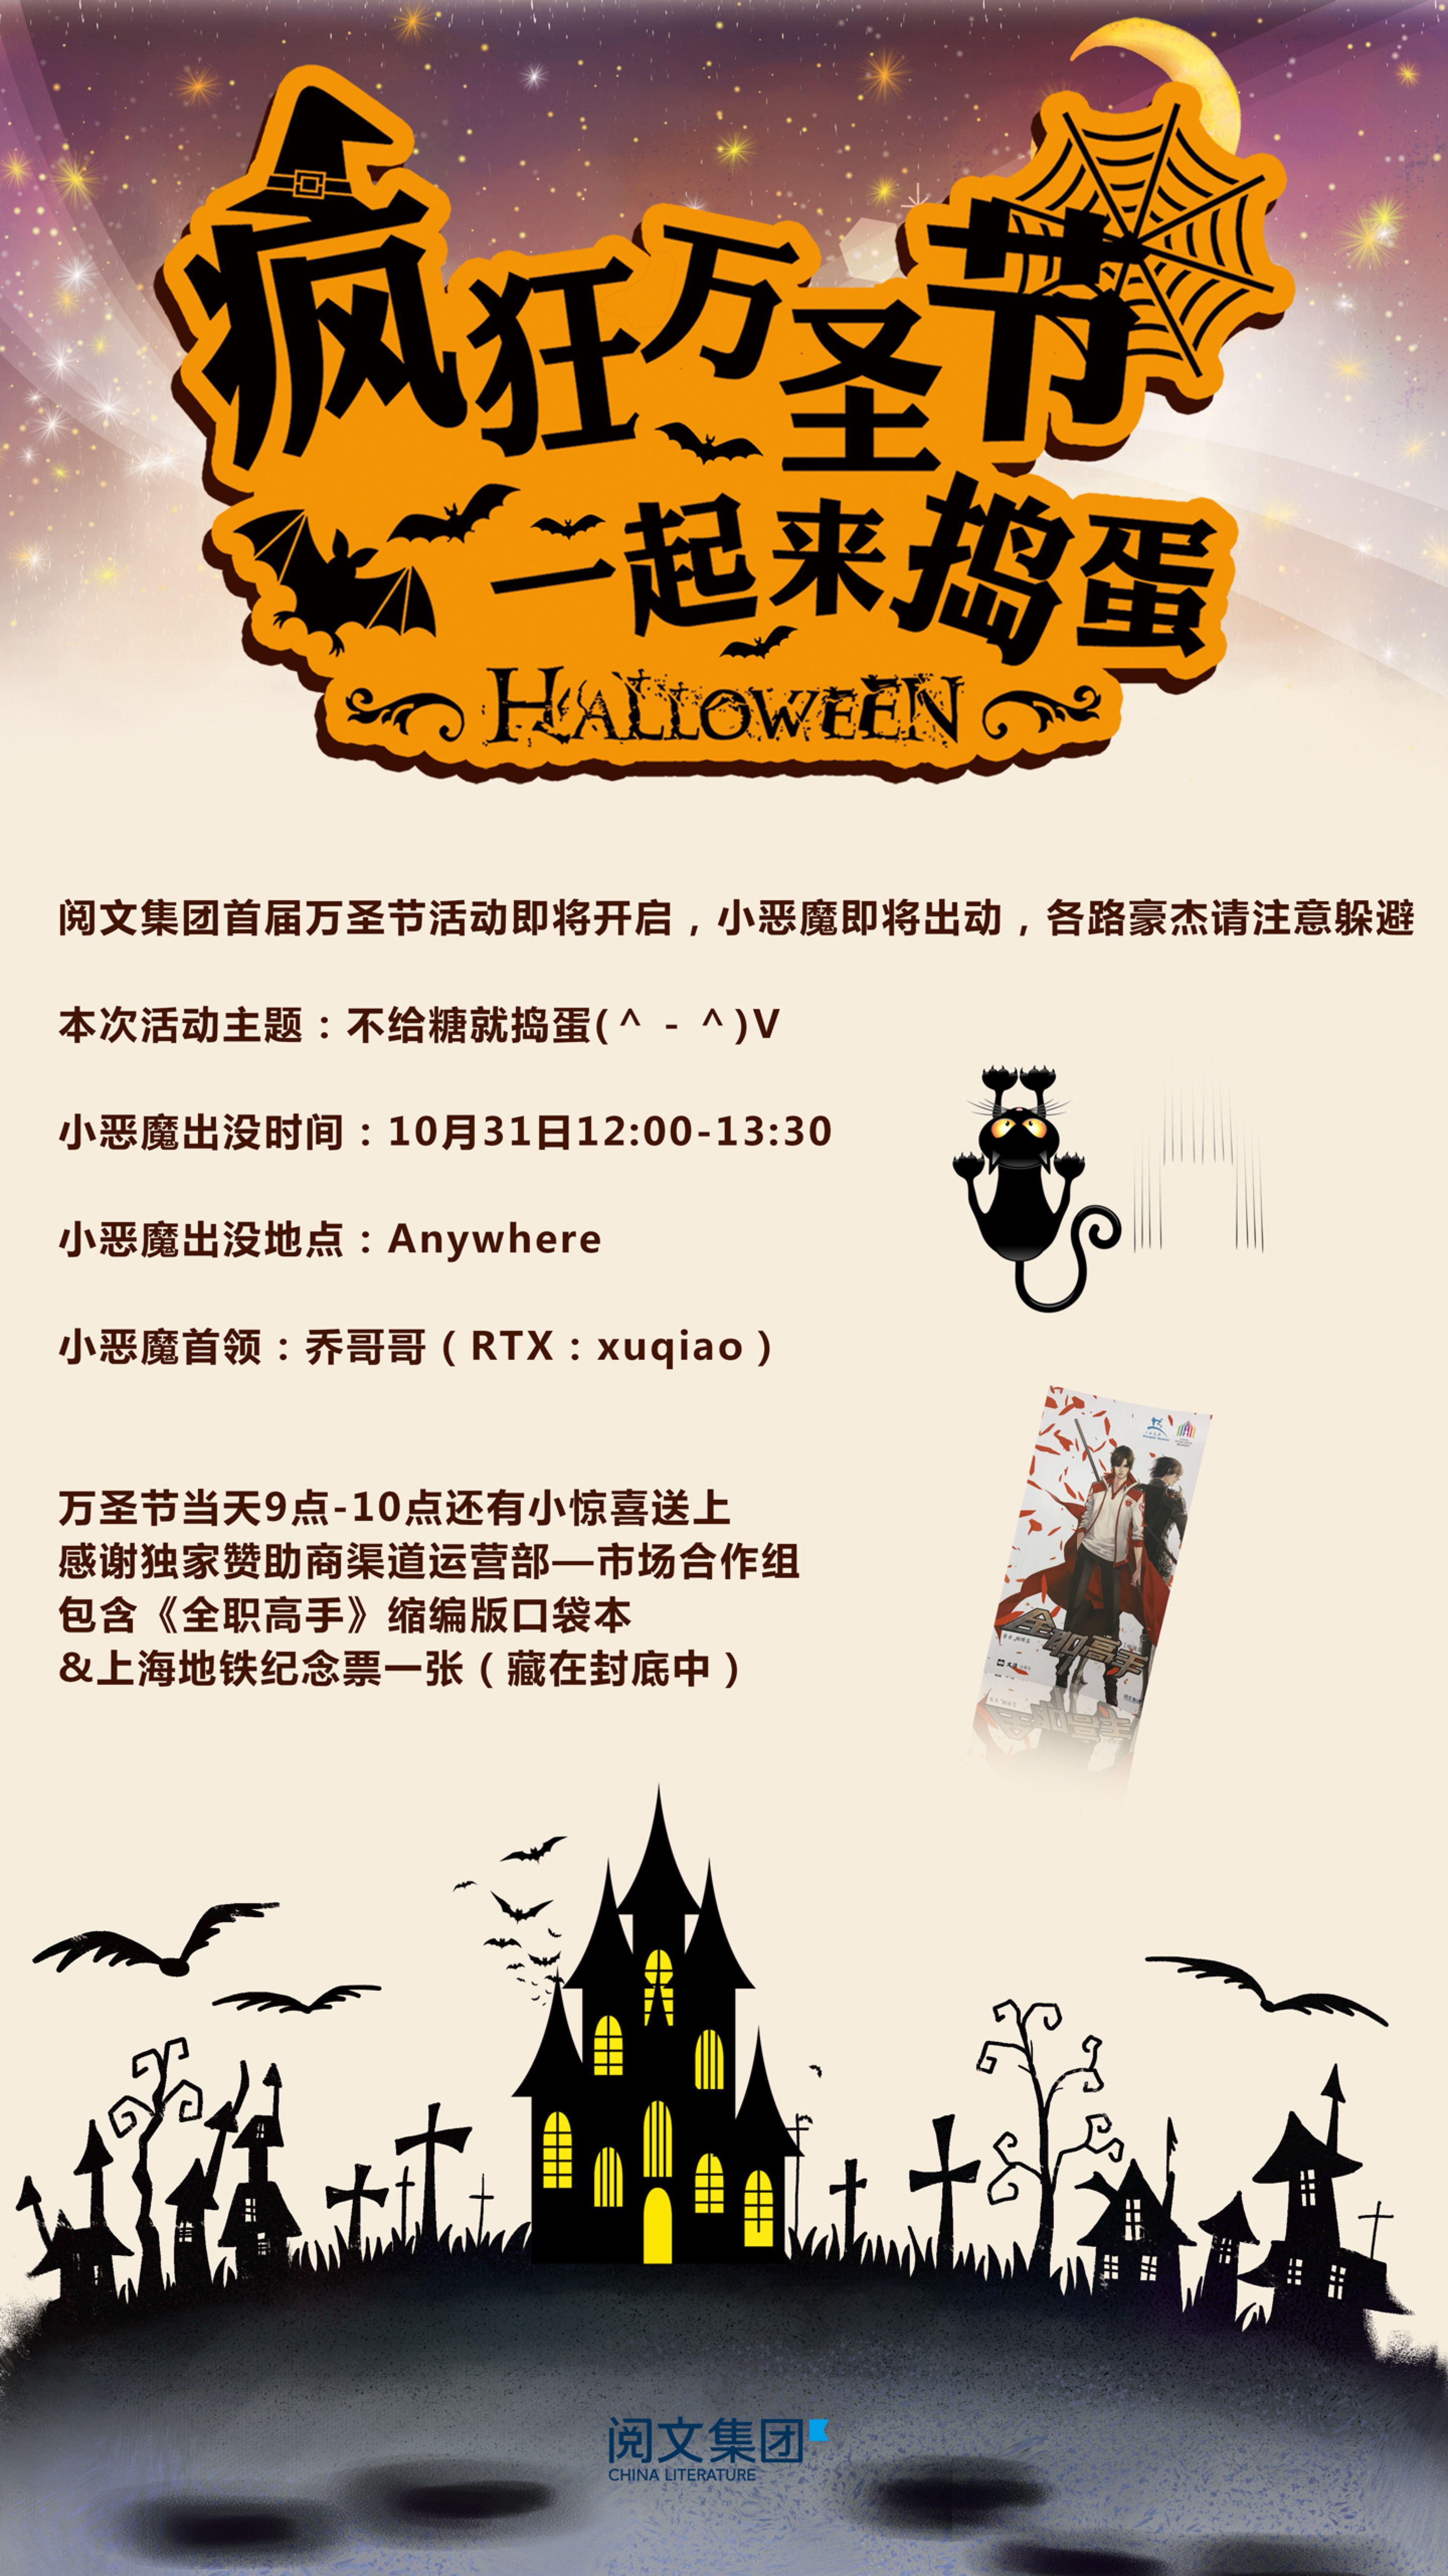 疯狂万圣节
一起来捣蛋
HALLOWEEN
阅文集团首届万圣节活动即将开启，小恶魔即将出动，各路豪杰请注意躲避
本次活动主题：不给糖就捣蛋(＾－＾)V
小恶魔出没时间：10月31日12:00-13:30
小恶魔出没地点：Anywhere
小恶魔首领：乔哥哥（RTX：xuqiao）
万圣节当天9点-10点还有小惊喜送上
感谢独家赞助商渠道运营部—市场合作组
包含《全职高手》缩编版口袋本
&上海地铁纪念票一张（藏在封底中）
全职高手
阅文集团
CHINA LITERATURE